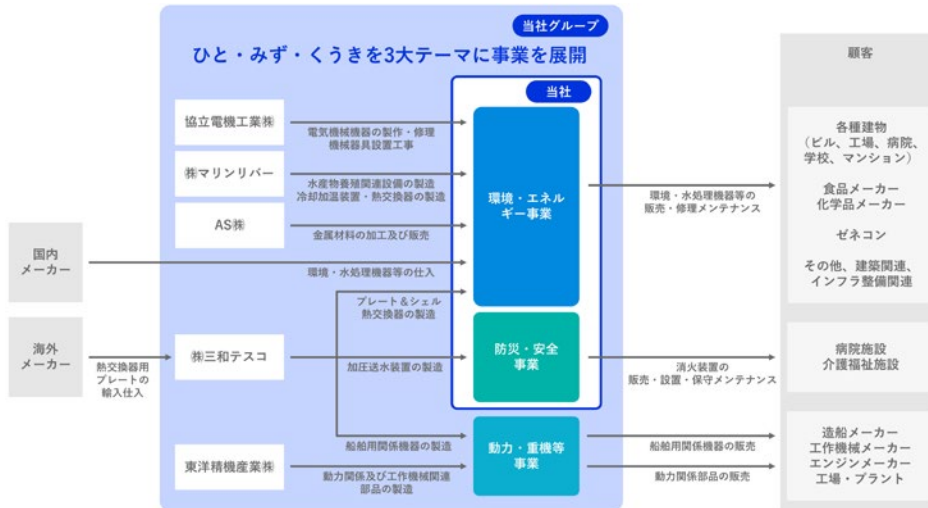 当社グループ
ひと・みず・くうきを3大テーマに事業を展開
当社
顧客
協立電機工業㈱
電気機械機器の製作・修理
機械器具設置工事
㈱マリンリバー
水産物養殖関連設備の製造
冷却加温装置・熱交換器の製造
AS㈱
金属材料の加工及び販売
国内
メーカー
環境・水処理機器等の仕入
プレート＆シェル
熱交換器の製造
環境・エネル
ギー事業
環境・水処理機器等の
販売・修理メンテナンス
各種建物
（ビル、工場、病院、
学校、マンション）
食品メーカー
化学品メーカー
ゼネコン
その他、建築関連、
インフラ整備関連
海外
メーカー
熱交換器用
プレートの
輸入仕入
㈱三和テスコ
加圧送水装置の製造
防災・安全
事業
消火装置の
販売・設置・保守メンテナンス
病院施設
介護福祉施設
船舶用関係機器の製造
東洋精機産業㈱
動力関係及び工作機械関連
部品の製造
動力・重機等
事業
船舶用関係機器の販売
動力関係部品の販売
造船メーカー
工作機械メーカー
エンジンメーカー
工場・プラント